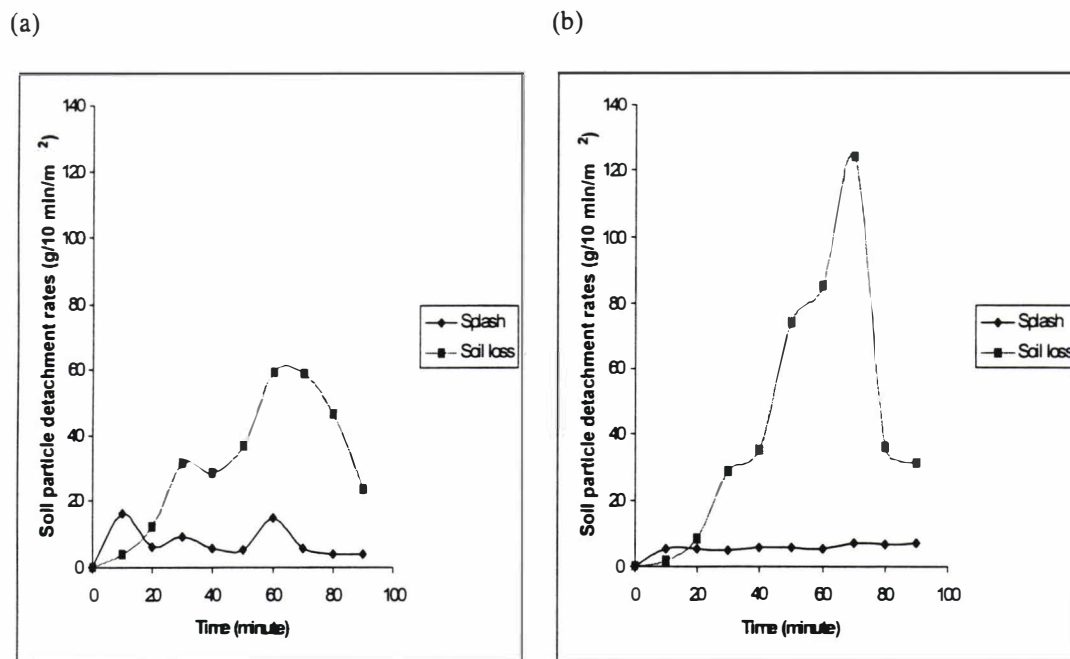 (a)
(b)
Soil particle detachment rates (g/10 min/m 2)
140
120
100
80
60
40
20
0
0 20 40 60 80 100
Time (minute)
Splash
Soil loss
Soil particle detachment rates (g/10 min/m 2)
140
120
100
80
60
40
20
0
0 20 40 60 80 100
Time (minute)
Splash
Soil loss